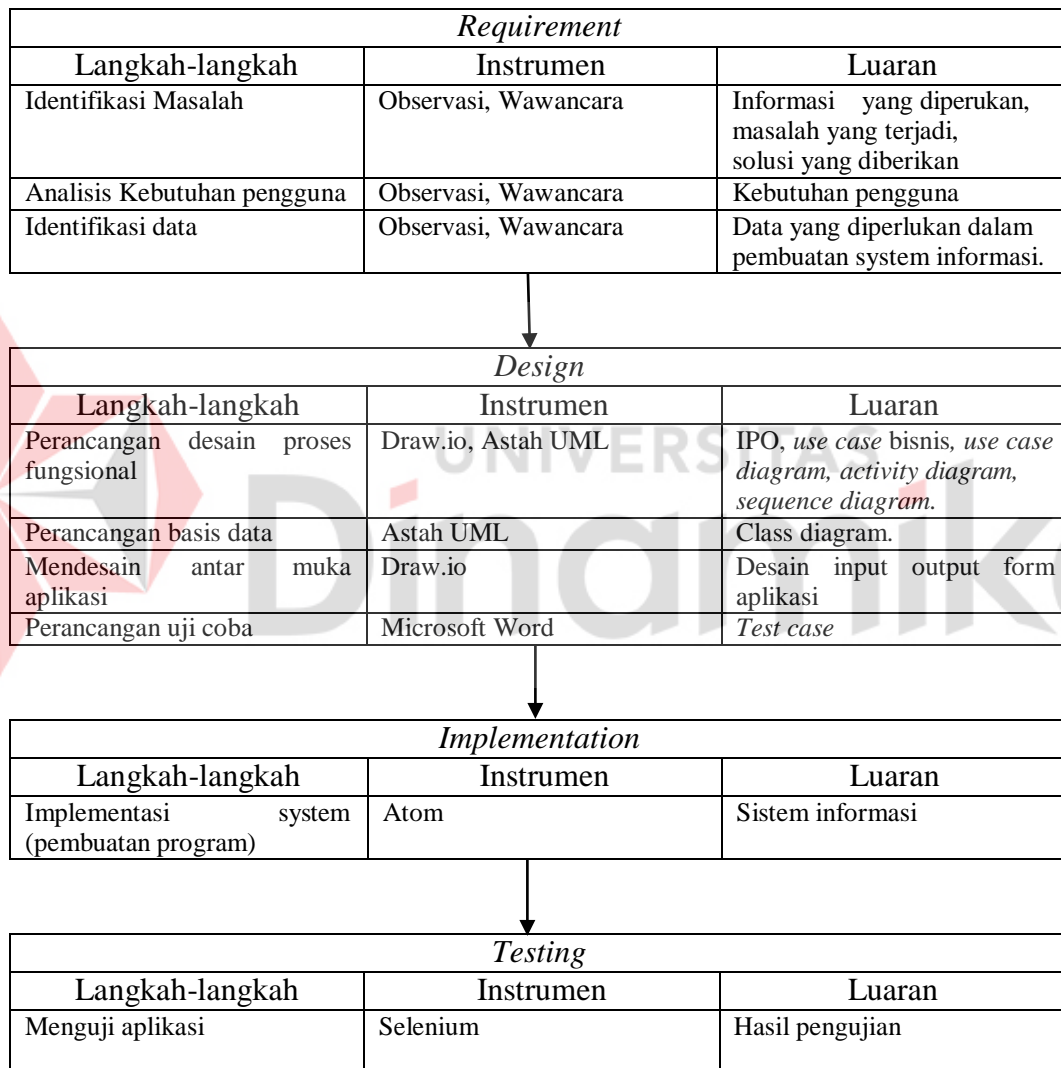 Requirement
Langkah-langkah Instrumen Luaran
Identifikasi Masalah Observasi, Wawancara Informasi yang diperukan,
masalah yang terjadi,
solusi yang diberikan
Analisis Kebutuhan pengguna Observasi, Wawancara Kebutuhan pengguna
Identifikasi data Observasi, Wawancara Data yang diperlukan dalam
pembuatan system informasi.
Design
Langkah-langkah Instrumen Luaran
Perancangan desain proses Draw.io, Astah UML IPO, use case bisnis, use case
fungsional diagram, activity diagram,
sequence diagram.
Perancangan basis data Astah UML Class diagram.
Mendesain antar muka Draw.io Desain input output form
aplikasi aplikasi
Perancangan uji coba Microsoft Word Test case
UNIVERSITAS
Dinamika
Implementation
Langkah-langkah Instrumen Luaran
Implementasi system Atom Sistem informasi
(pembuatan program)
Testing
Langkah-langkah Instrumen Luaran
Menguji aplikasi Selenium Hasil pengujian